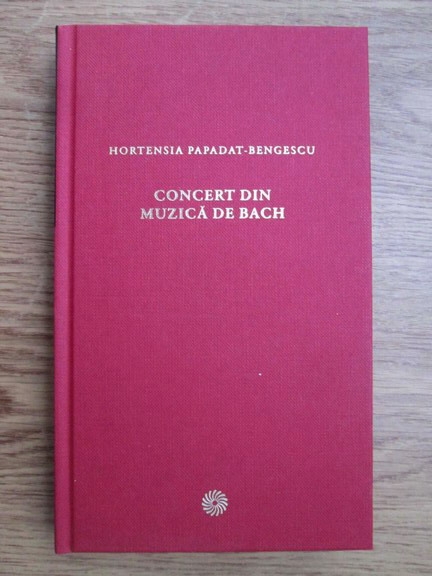 HORTENSIA PAPADAT-BENGESCU
CONCERT DIN
MUZICĂ DE BACH